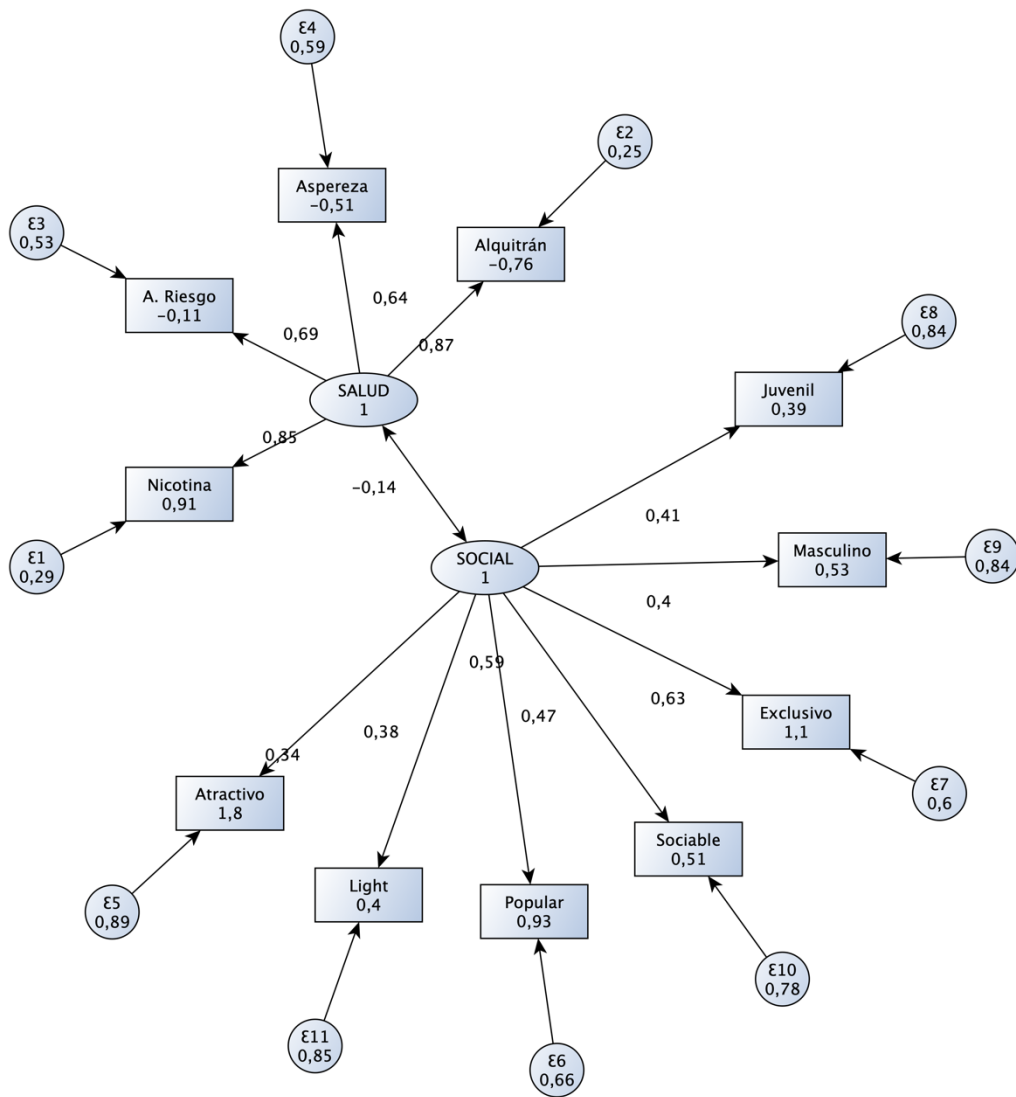 ε4
0,59
ε2
0,25
Aspereza
−0,51
ε3
0,53
Alquitrán
−0,76
A. Riesgo
−0,11
0,64
0,69
0,87
ε8
0,84
SALUD
1
Juvenil
0,39
0,85
Nicotina
0,91
−0,14
0,41
ε1
0,29
SOCIAL
1
Masculino
0,53
ε9
0,84
0,4
0,59
0,63
0,47
0,38
0,34
Exclusivo
1,1
Atractivo
1,8
ε7
0,6
Sociable
0,51
Light
0,4
Popular
0,93
ε5
0,89
ε10
0,78
ε11
0,85
ε6
0,66